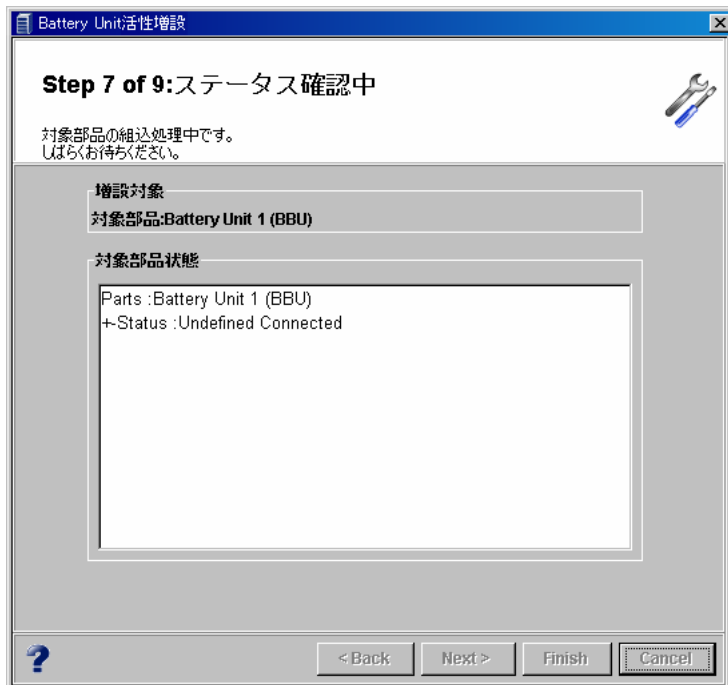 Battery Unit活性増設
Step 7 of 9:ステータス確認中
対象部品の組込処理中です。
しばらくお待ちください。
増設対象
対象部品:Battery Unit 1 (BBU)
対象部品状態
Parts :Battery Unit 1 (BBU)
+-Status :Undefined Connected
?
< Back
Next >
Finish
Cancel